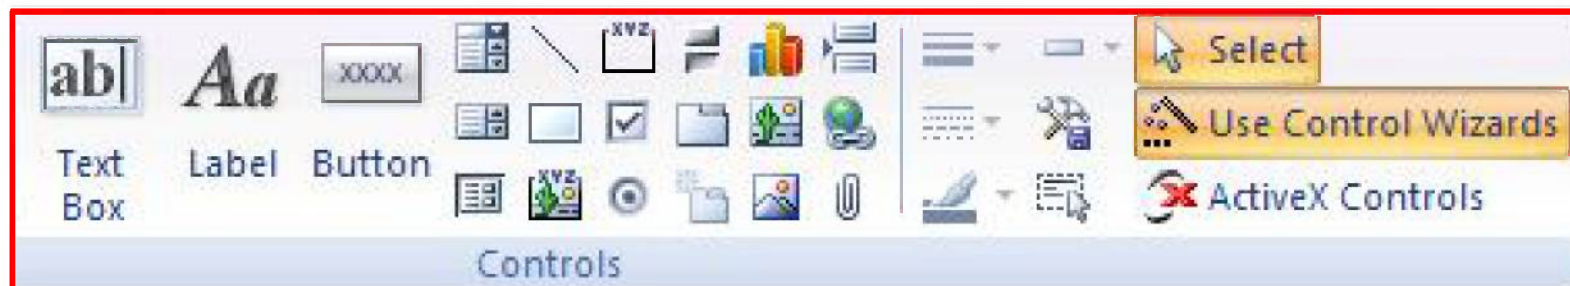 ab|
Aa
XXXX
XYZ
XYZ
Text
Box
Label
Button
Select
Use Control Wizards
ActiveX Controls
Controls